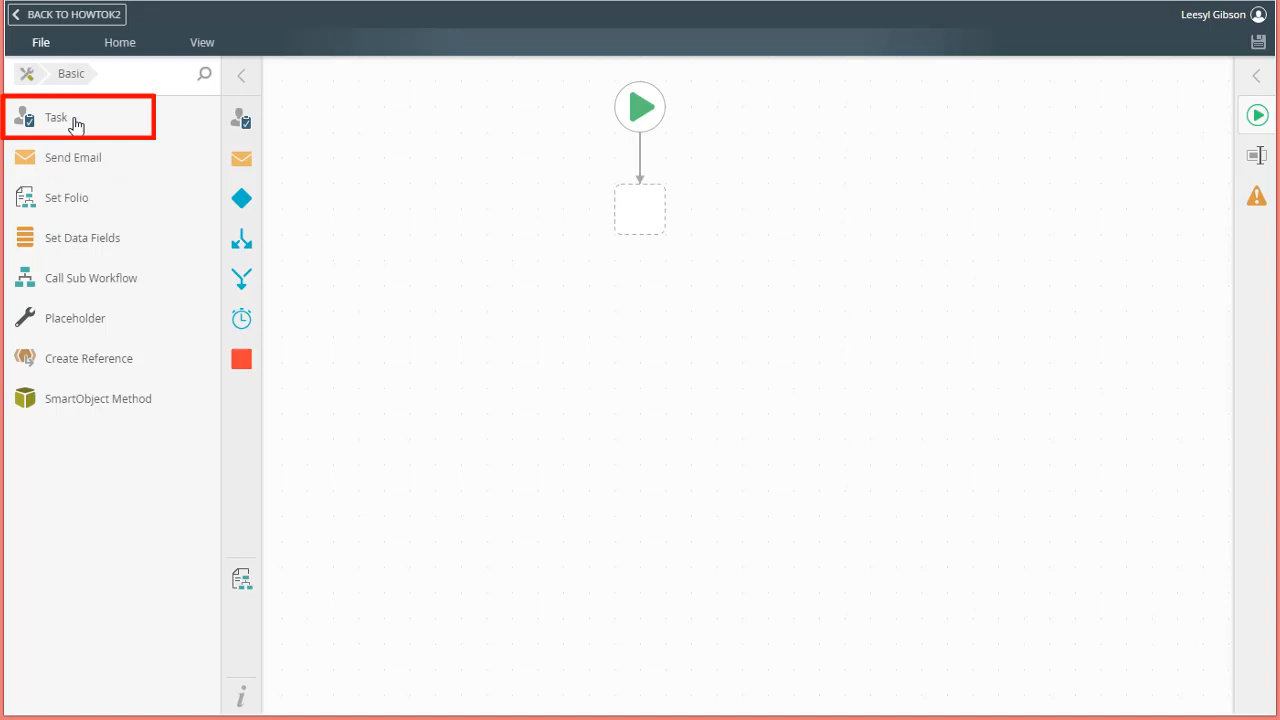 BACK TO HOWTOK2
Leesyl Gibson
File Home View
Basic
Task
Send Email
Set Folio
Set Data Fields
Call Sub Workflow
Placeholder
Create Reference
SmartObject Method
i